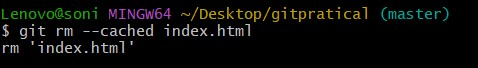 Lenovo@soni MINGW64 ~/Desktop/gitpratical (master)
$ git rm --cached index.html
rm 'index.html'